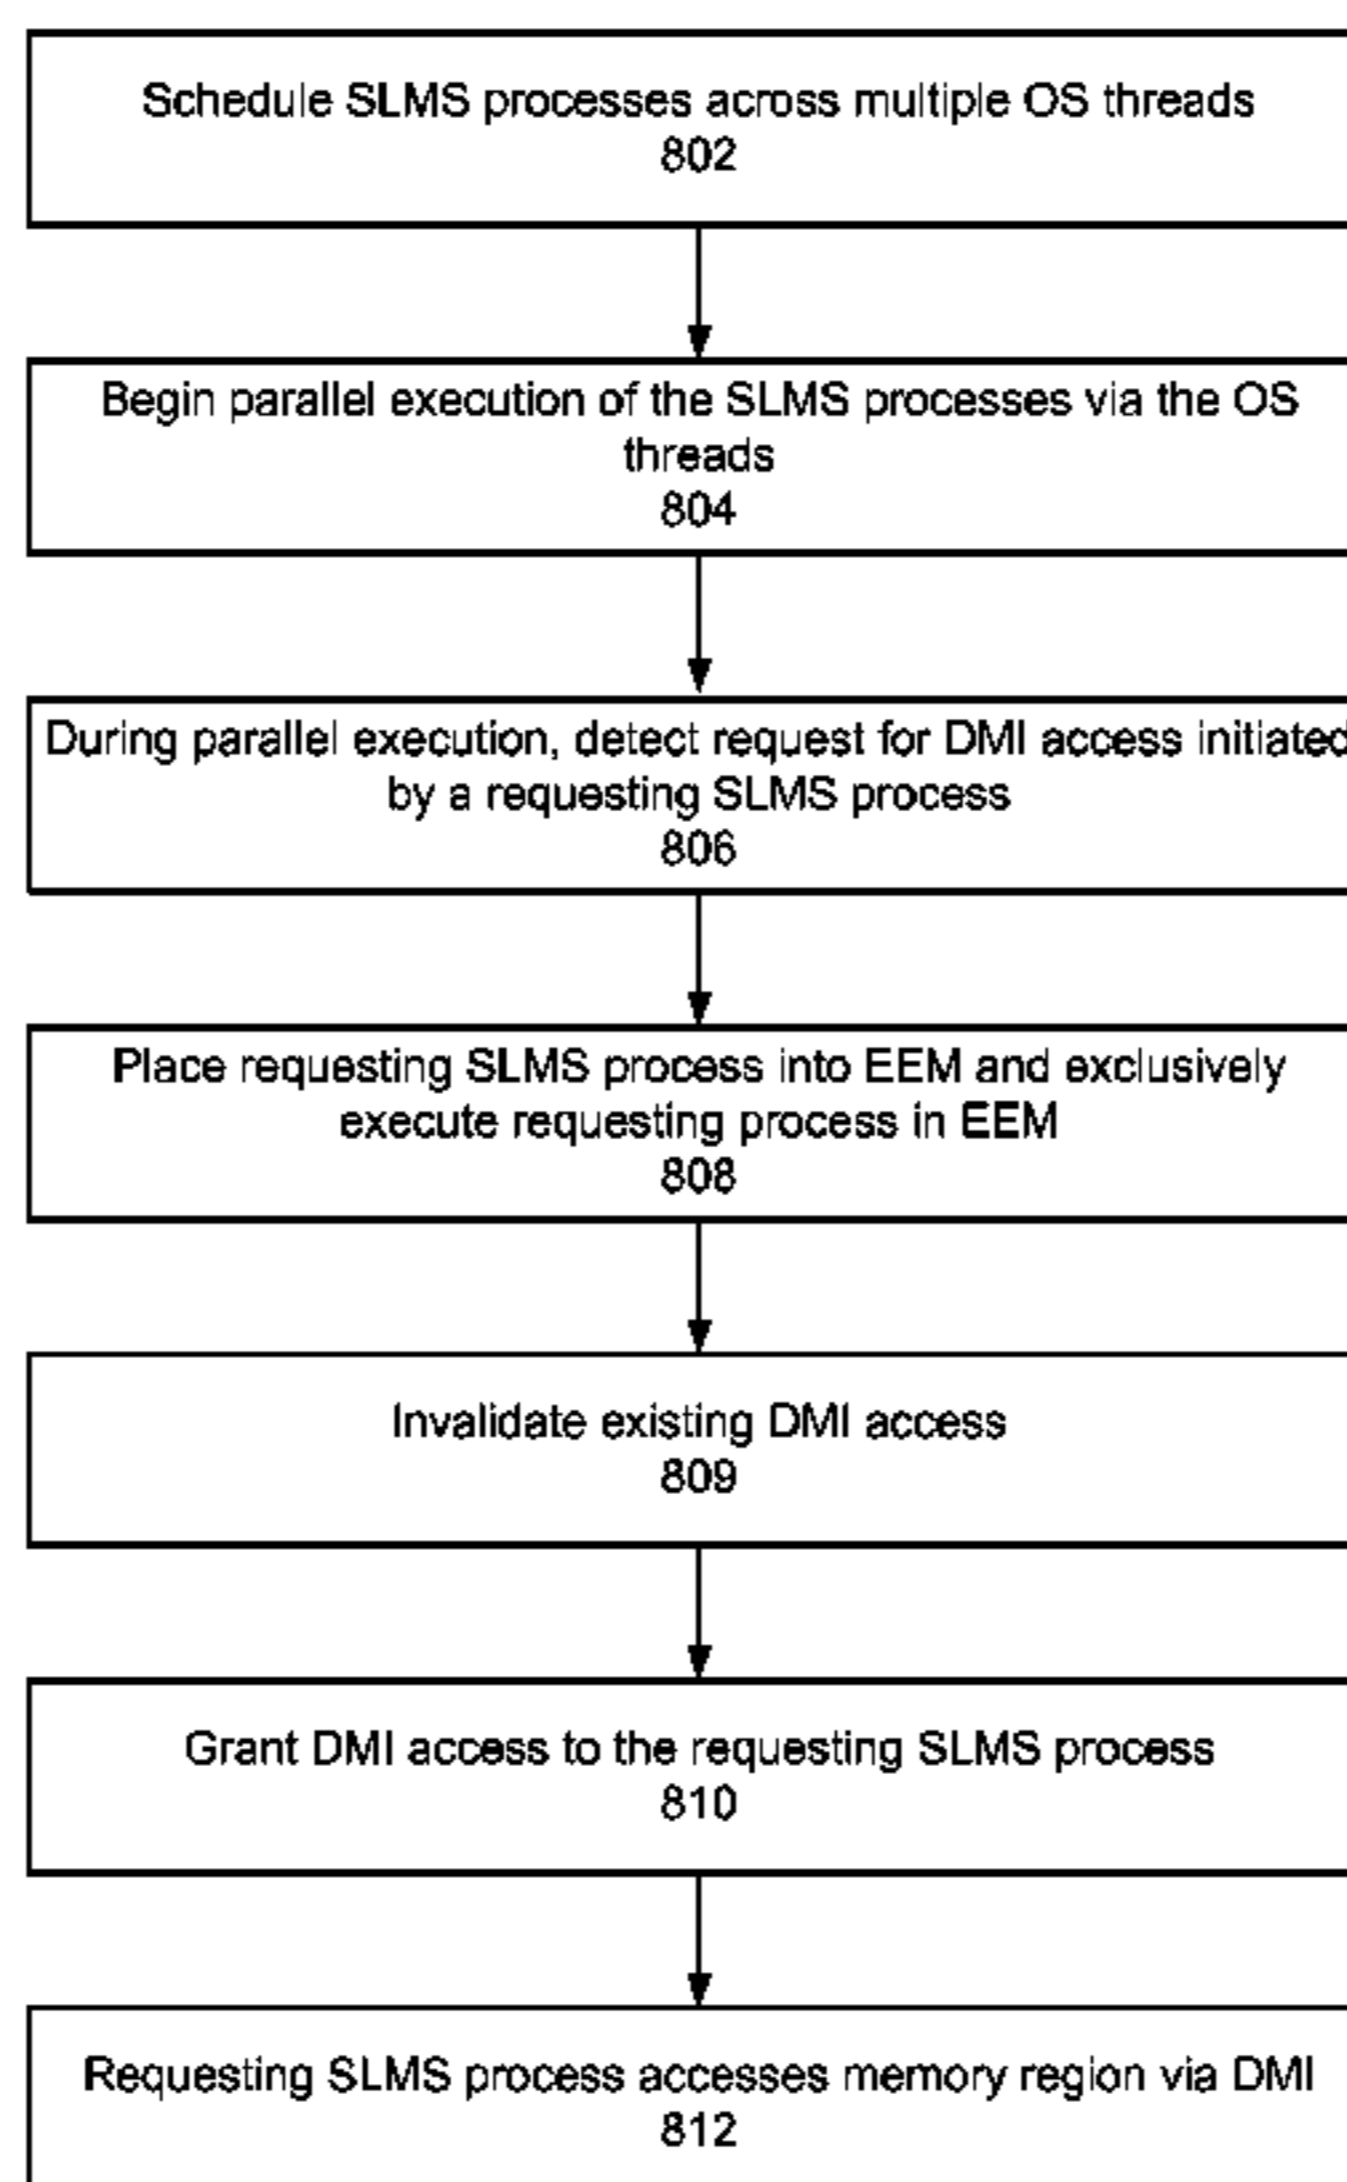 Schedule SLMS processes across multiple OS threads
802
Begin parallel execution of the SLMS processes via the OS
threads
804
During parallel execution, detect request for DMI access initiated
by a requesting SLMS process
806
Place requesting SLMS process into EEM and exclusively
execute requesting process in EEM
808
Invalidate existing DMI access
809
Grant DMI access to the requesting SLMS process
810
Requesting SLMS process accesses memory region via DMI
812